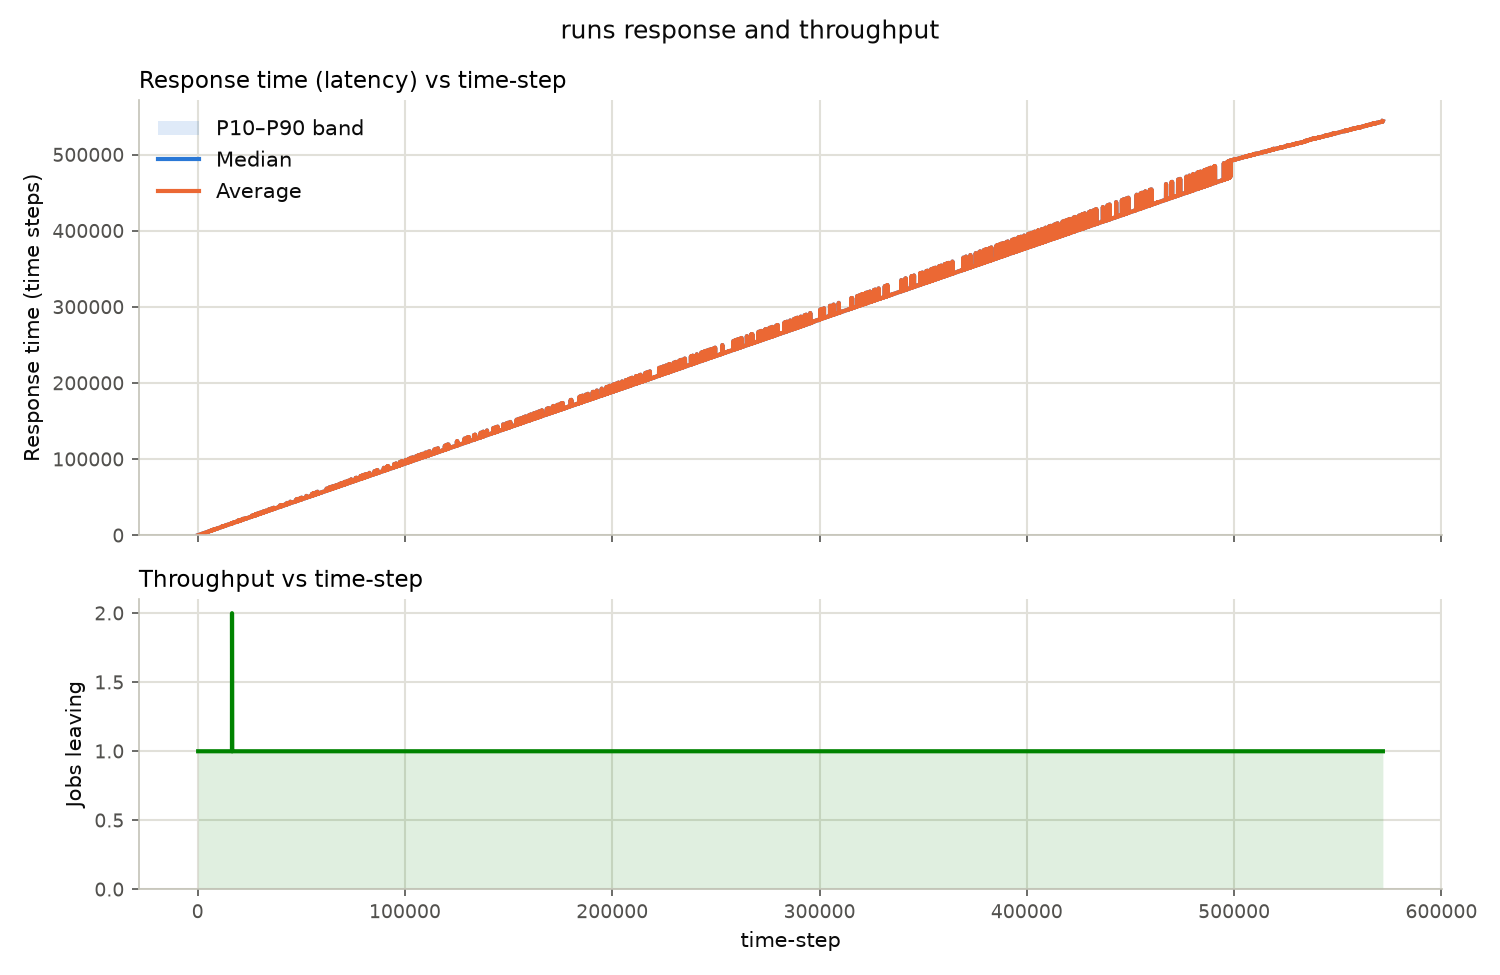 runs response and throughput
Response time (latency) vs time-step
P10–P90 band
Median
Average
Response time (time steps)
500000
400000
300000
200000
100000
0
Throughput vs time-step
Jobs leaving
2.0
1.5
1.0
0.5
0.0
0 100000 200000 300000 400000 500000 600000
time-step